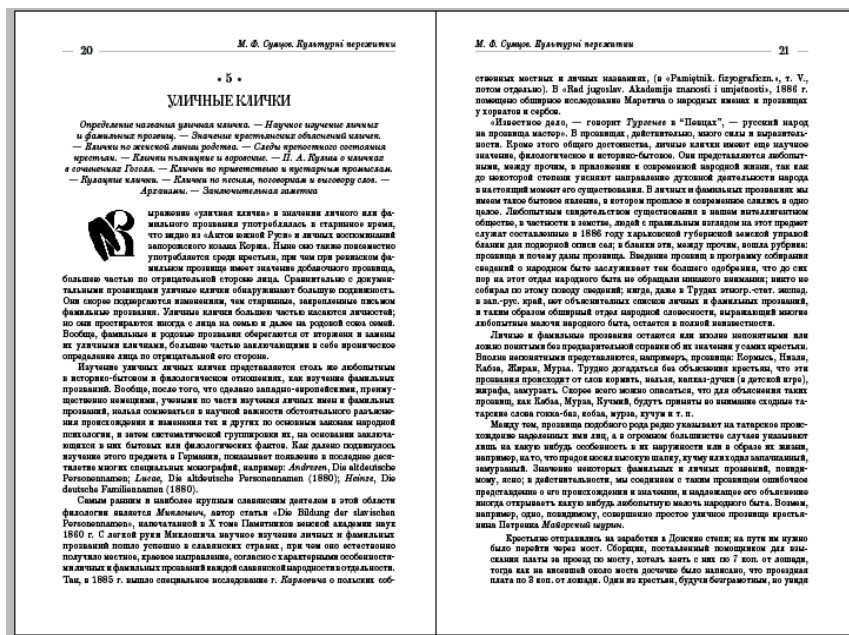 — 20 —
М. Ф. Сумцов. Культурні пережитки
• 5 •
УЛИЧНЫЕ КЛИЧКИ
Определение названия уличная кличка. — Научное изучение личных
и фамильных прозвищ. — Значение крестьянских объяснений кличек.
— Клички по женской линии родства. — Следы крепостного состояния
крестьян. — Клички пьяницкие и воровские. — П. А. Кулиш о кличках
в сочинениях Гоголя. — Клички по приветствию и кустарным промыслам.
— Кулацкие клички. — Клички по песням, поговоркам и выговору слов. —
Архаизмы. — Заключительная заметка
Выражение «уличная кличка» в значении личного или фа-
мильного прозвания употреблялась в старинное время,
что видно из «Актов южной Руси» и личных воспоминаний
запорожского козака Коржа. Ныне оно также повсеместно
употребляется среди крестьян, при чем при ревизском фа-
мильном прозвище имеет значение добавочного прозвища,
большею частью по отрицательной стороне лица. Сравнительно с докумен-
тальными прозвищами уличные клички обнаруживают большую подвижность.
Они скорее подвергаются изменениям, чем старинные, закрепленные письмом
фамильные прозвания. Уличные клички большею частью касаются личностей;
но они простираются иногда с лица на семью и далее на родовой союз семей.
Вообще, фамильные и родовые прозвания оберегаются от вторжения и замены
их уличными кличками, большею частью заключающими в себе ироническое
определение лица по отрицательной его стороне.
Изучение уличных кличек представляется столь же любопытным
в историко-бытовом и филологическом отношениях, как изучение фамильных
прозваний. Вообще, после того, что сделано западно-европейскими, преиму-
щественно немецкими, учеными по части изучения личных имен и фамильных
прозваний, нельзя сомневаться в научной важности обстоятельного разъясне-
ния происхождения и изменения тех и других по основным законам народной
психологии, и затем систематической группировки их, на основании заключа-
ющихся в них бытовых или филологических фактов. Как далеко подвинулось
изучение этого предмета в Германии, показывает появление в последнее деся-
тилетие многих специальных монографий, например: Andresen, Die altdeutsche
Personennamen; Lucae, Die altdeutsche Personennamen (1880); Heinze, Die
deutsche Familiennamen (1880).
Самым ранним и наиболее крупным славянским деятелем в этой области
филологии является Миклошич, автор статьи «Die Bildung der slavischen
Personennamen», напечатанной в X томе Памятников венской академии наук
1860 г. С легкой руки Миклошича научное изучение личных и фамильных
прозваний пошло успешно в славянских странах, при чем оно естественно
получило местное, краевое направление, согласно с характерными особенностя-
ми личных и фамильных прозваний каждой славянской народности в отдельности.
Так, в 1885 г. вышло специальное исследование г. Карловича о польских соб-
М. Ф. Сумцов. Культурні пережитки
21 —
ственных местных и личных названиях, (в «Pamiętnik. fizyograficzn.», т. V.,
потом отдельно). В «Rad jugoslav. Akademije znanosti i umjetnosti», 1886 г.
помещено обширное исследование Маретича о народных именах и прозвищах
у хорватов и сербов.
«Известное дело, — говорит Тургенев в "Певцах", — русский народ
на прозвища мастер». В прозвищах, действительно, много силы и выразитель-
ности. Кроме этого общего достоинства, личные клички имеют еще научное
значение, филологическое и историко-бытовое. Они представляются любопыт-
ными, между прочим, в приложении к современной народной жизни, так как
до некоторой степени уясняют направление духовной деятельности народа
в настоящий момент его существования. В личных и фамильных прозваниях мы
имеем такое бытовое явление, в котором прошлое и современное слились в одно
целое. Любопытным свидетельством существования в нашем интеллигентном
обществе, в частности в земстве, людей с правильным взглядом на этот предмет
служат составленные в 1886 году харьковской губернской земской управой
бланки для подворной описи сел; в бланки эти, между прочим, вошла рубрика:
прозвища и почему даны прозвища. Введение прозвищ в программу собирания
сведений о народном быте заслуживает тем большего одобрения, что до сих
пор на этот отдел народного быта не обращали никакого внимания; никто не
собирал по этому поводу сведений; нигде, даже в Трудах этногр.-стат. экспед.
в зап.-рус. край, нет объяснительных списков личных и фамильных прозваний,
и таким образом обширный отдел народной словесности, выражающий многие
любопытные мелочи народного быта, остается в полной неизвестности.
Личные и фамильные прозвания остаются или вполне непонятными или
ложно понятыми без предварительной справки об их значении у самих крестьян.
Вполне непонятными представляются, напримеръ, прозвища: Кормысь, Низля,
Кабза, Жиран, Мурза. Трудно догадаться без объяснения крестьян, что эти
прозвания происходит от слов кормить, нельзя, капказ-дучки (в детской игре),
жирафа, замурзать. Скорее всего можно опасаться, что для объяснения таких
прозвищ, как Кабза, Мурза, Кучмий, будутъ приняты во внимание сходные та-
тарские слова гокка-баз, кобза, мурза, кучум и т. п.
Между тем, прозвища подобного рода редко указывают на татарское проис-
хождение наделенных ими лиц, а в огромном большинстве случаев указывают
лишь на какую нибудь особенность в их наружности или в образе их жизни,
например, на то, что предок носил высокую шапку, кучму или ходил запачканный,
замурзаный. Значение некоторых фамильных и личных прозваний, повиди-
мому, ясно; в действительности, мы соединяем с таким прозвищем ошибочное
представдение о его происхождении и значении, и надлежащее его объяснение
иногда открывает какую нибудь любопытную мелочь народного быта. Возмем,
например, одно, повидимому, совершенно простое уличное прозвище крестья-
нина Петренка Майорский шурин.
Крестьяне отправились на заработки в Донские степи; на пути им нужно
было перейти через мост. Сборщик, поставленный помощиком для взы-
скания платы за проезд по мосту, хотелъ взять с них по 7 коп. от лошади,
тогда как на висевшей около моста досчечке было написано, что проездная
плата по 3 коп. от лошади. Один из крестьян, будучи безграмотным, но увидя